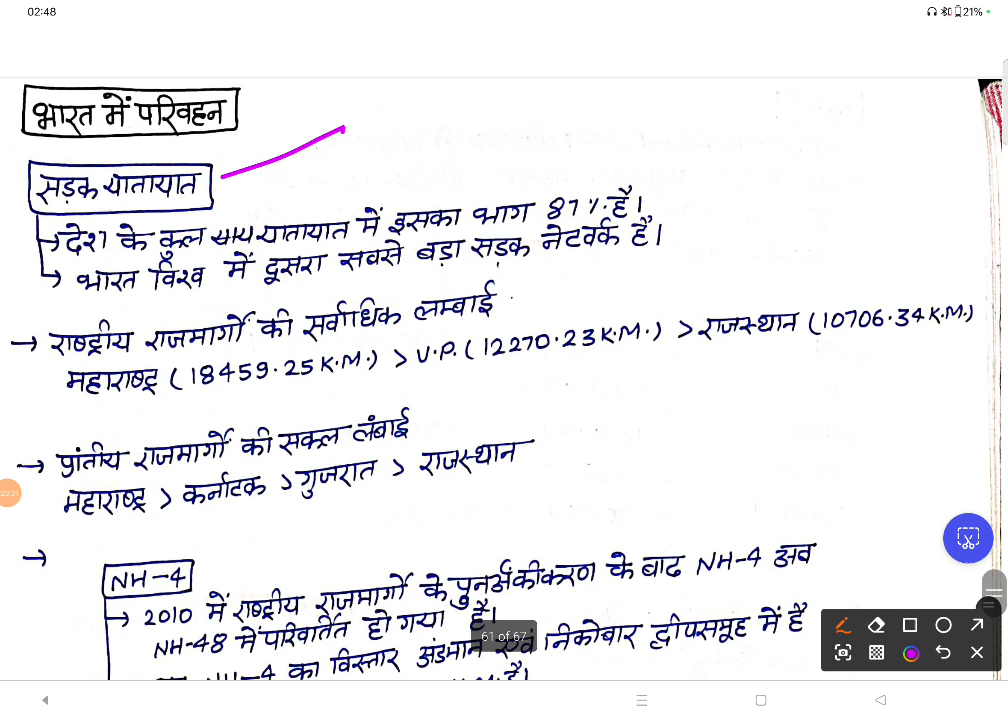 02:48
21%
भारत में परिवहन
सड़क यातायात
→ देश के कुल यातायात में इसका भाग 87% है।
→ भारत विश्व में दूसरा सबसे बड़ा सड़क नेटवर्क है।
→ राष्ट्रीय राजमार्गों की सर्वाधिक लम्बाई
महाराष्ट्र (18459.25 K.M.) > U.P. (12270.23 K.M.) > राजस्थान (10706.34 K.M.)
→ प्रांतीय राजमार्गों की सकल लंबाई
महाराष्ट्र > कर्नाटक > गुजरात > राजस्थान
23:21
→
NH-4
→ 2010 में राष्ट्रीय राजमार्गों के पुनर्अंकीकरण के बाद NH-4 अब
NH-48 में परिवर्तित हो गया है।
61 of 67
NH-4 का विस्तार अंडमान एवं निकोबार द्वीपसमूह में है
है।